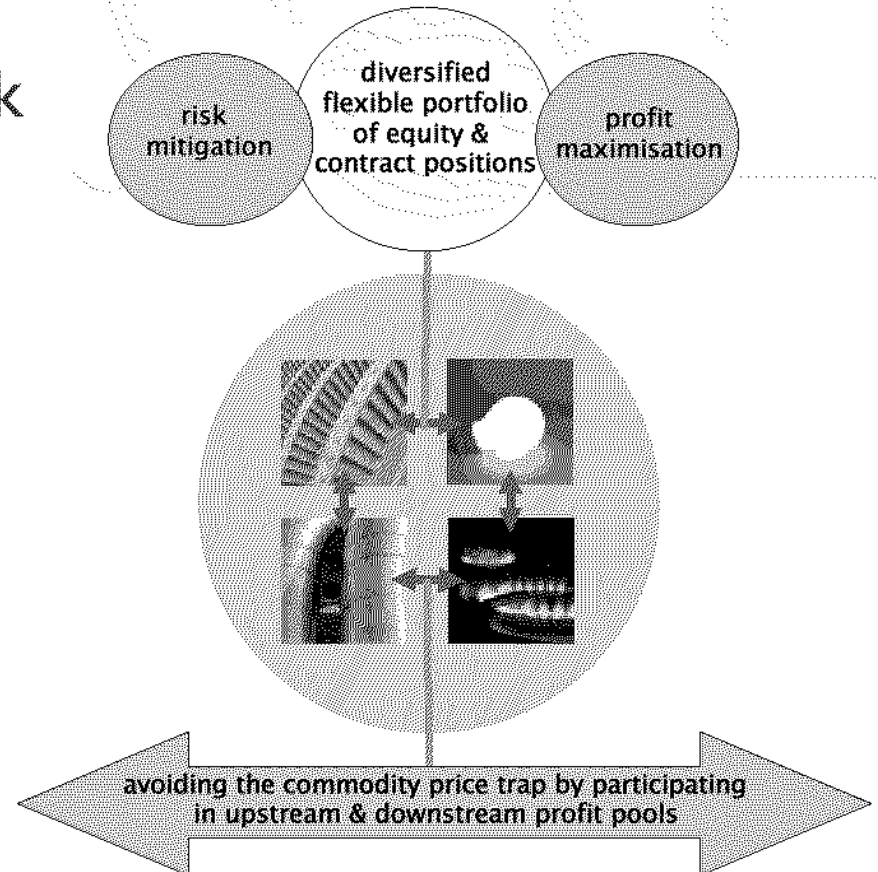 k
risk
mitigation
diversified
flexible portfolio
of equity &
contract positions
profit
maximisation
avoiding the commodity price trap by participating
in upstream & downstream profit pools